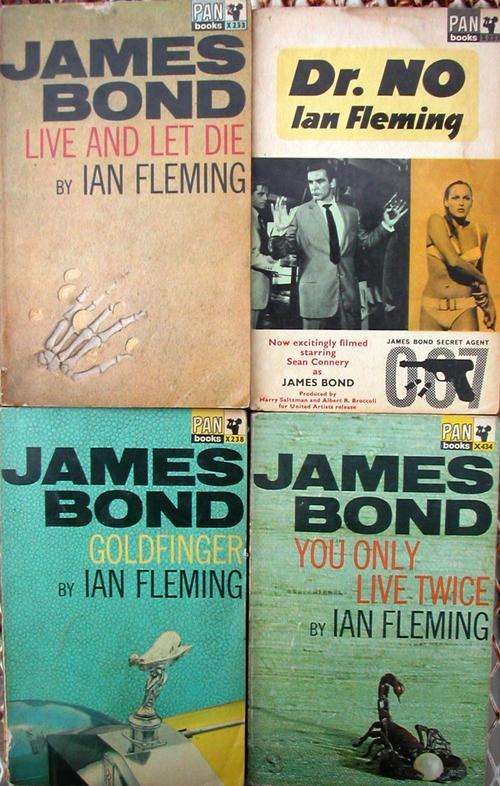 PAN
books X233
JAMES
BOND
LIVE AND LET DIE
BY IAN FLEMING
PAN
books
Dr. NO
Ian Fleming
Now excitingly filmed
starring
Sean Connery
as
JAMES BOND
Produced by
Harry Saltzman and Albert R. Broccoli
for United Artists release
JAMES BOND SECRET AGENT
007
PAN
books X238
JAMES
BOND
GOLDFINGER
BY IAN FLEMING
PAN
books X434
JAMES
BOND
YOU ONLY
LIVE TWICE
BY IAN FLEMING